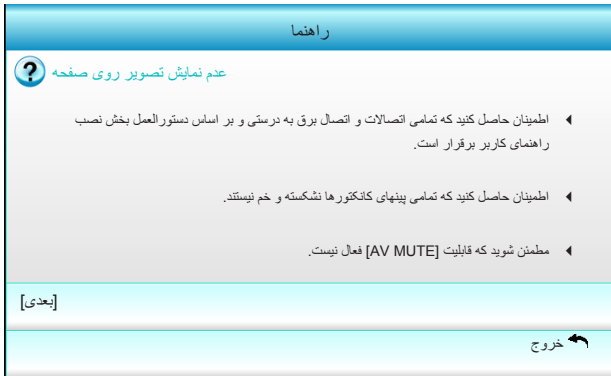 راهنما
عدم نمایش تصویر روی صفحه
اطمینان حاصل کنید که تمامی اتصالات و اتصال برق به درستی و بر اساس دستورالعمل بخش نصب
راهنمای کاربر برقرار است.
اطمینان حاصل کنید که تمامی پینهای کانکتورها نشکسته و خم نیستند.
مطمئن شوید که قابلیت [AV MUTE] فعال نیست.
[بعدی]
خروج